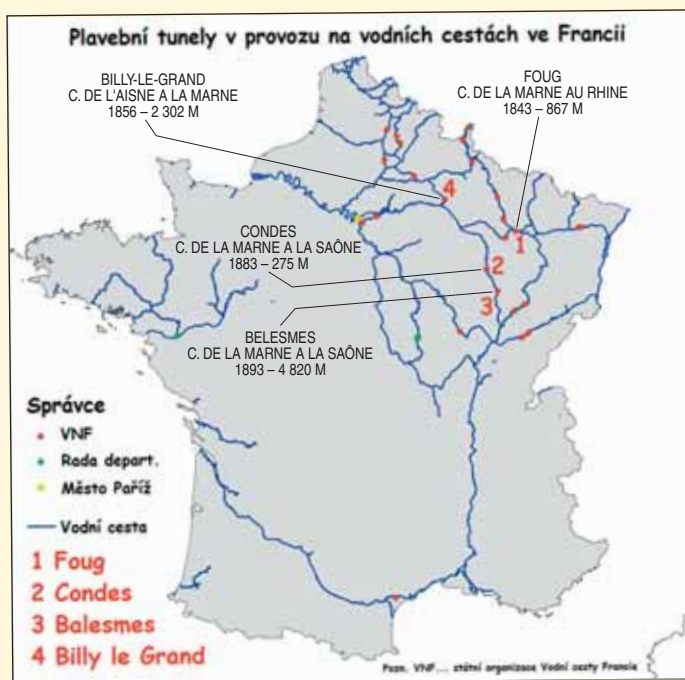 Plavební tunely v provozu na vodních cestách ve Francii
BILLY-LE-GRAND
C. DE L'AISNE A LA MARNE
1856 – 2 302 M
FOUG
C. DE LA MARNE AU RHINE
1843 – 867 M
4
1
CONDES
C. DE LA MARNE A LA SAÔNE
1883 – 275 M
2
3
BELESMES
C. DE LA MARNE A LA SAÔNE
1893 – 4 820 M
Správce
VNF
Rada depart.
Město Paříž
Vodní cesta
1 Foug
2 Condes
3 Balesmes
4 Billy le Grand
Pozn. VNF... státní organizace Vodní cesty Francie